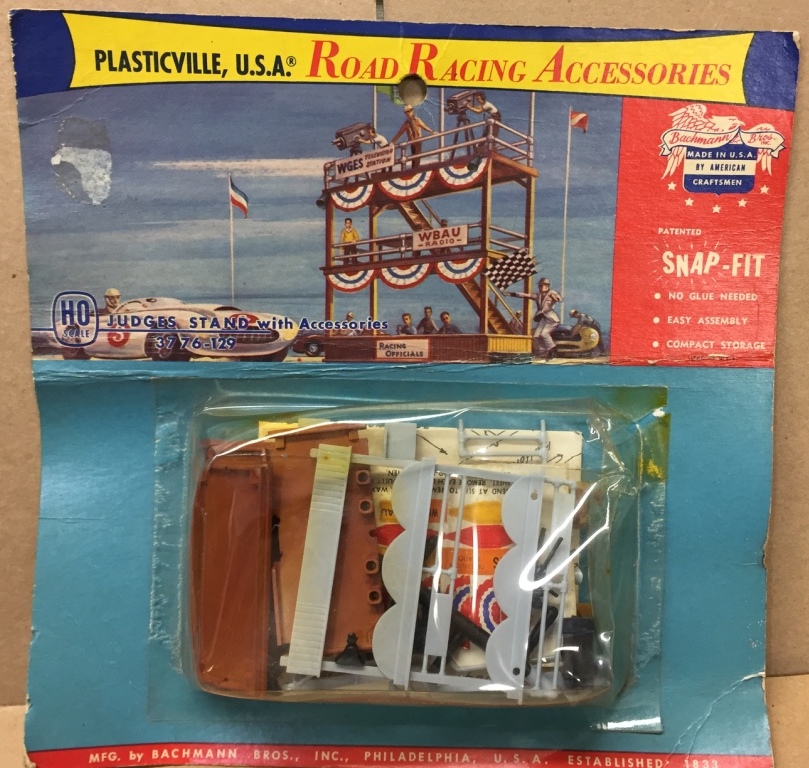 PLASTICVILLE, U.S.A.® ROAD RACING ACCESSORIES
WGES TELEVISION STATION
WBAU
RADIO
RACING
OFFICIALS
HO
SCALE
JUDGES STAND with Accessories
3776-129
Bachmann Bros. INC.
MADE IN U.S.A.
BY AMERICAN
CRAFTSMEN
PATENTED
SNAP-FIT
• NO GLUE NEEDED
• EASY ASSEMBLY
• COMPACT STORAGE
MFG. by BACHMANN BROS., INC., PHILADELPHIA, U.S.A. ESTABLISHED 1833